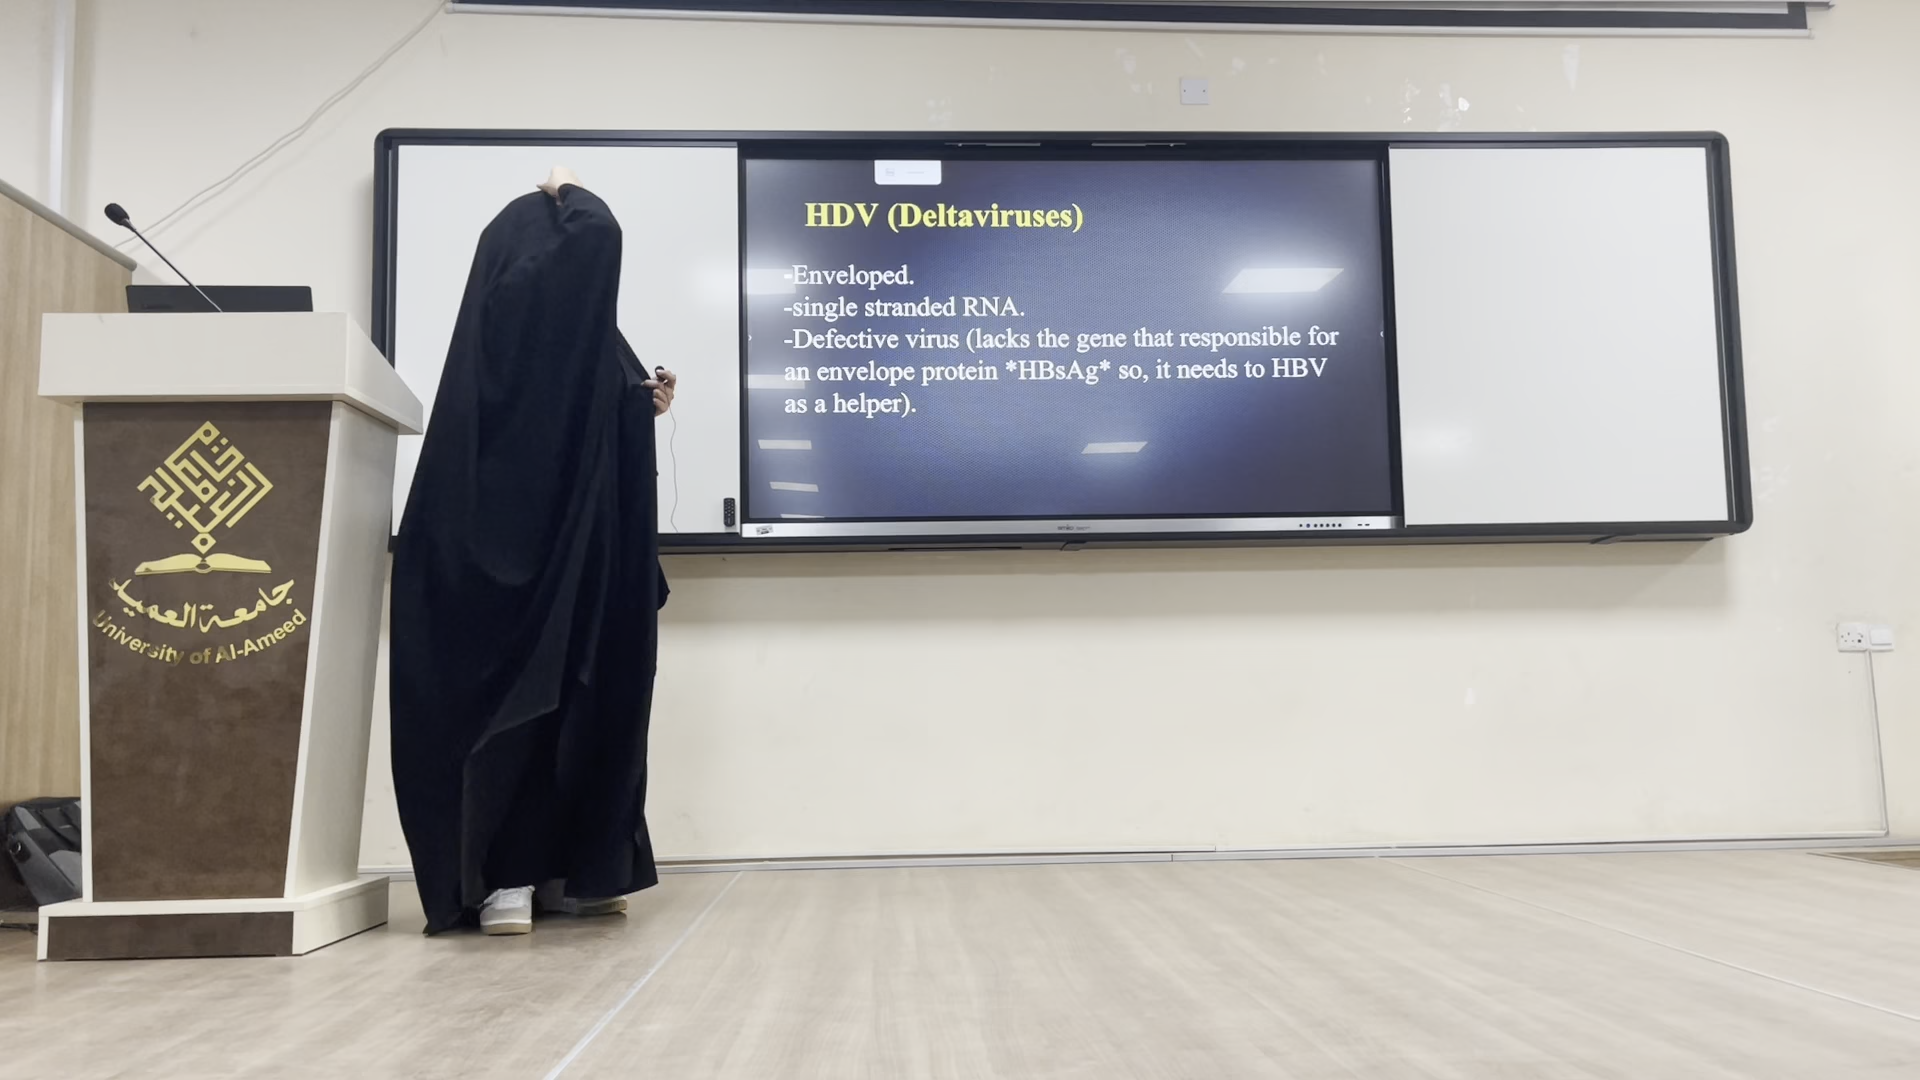 HDV (Deltaviruses)
-Enveloped.
-single stranded RNA.
-Defective virus (lacks the gene that responsible for
an envelope protein *HBsAg* so, it needs to HBV
as a helper).
جامعة العميد
University of Al-Ameed